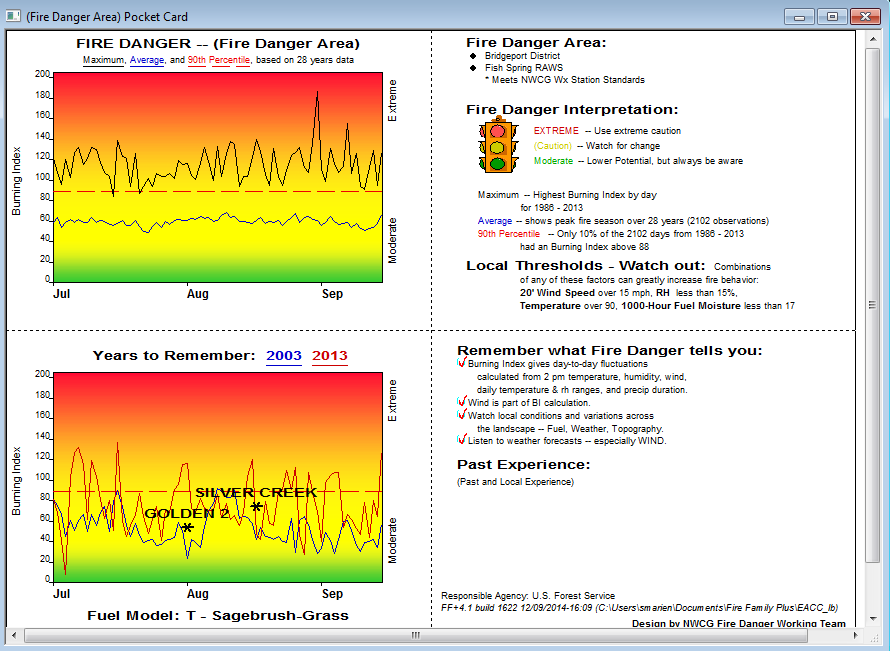 (Fire Danger Area) Pocket Card
FIRE DANGER -- (Fire Danger Area)
Maximum, Average, and 90th Percentile, based on 28 years data
200
180
160
140
120
100
80
60
40
20
0
Burning Index
Extreme
Moderate
Jul Aug Sep
Fire Danger Area:
Bridgeport District
Fish Spring RAWS
* Meets NWCG Wx Station Standards
Fire Danger Interpretation:
EXTREME -- Use extreme caution
(Caution) -- Watch for change
Moderate -- Lower Potential, but always be aware
Maximum -- Highest Burning Index by day
for 1986 - 2013
Average -- shows peak fire season over 28 years (2102 observations)
90th Percentile -- Only 10% of the 2102 days from 1986 - 2013
had an Burning Index above 88
Local Thresholds - Watch out: Combinations
of any of these factors can greatly increase fire behavior:
20' Wind Speed over 15 mph, RH less than 15%,
Temperature over 90, 1000-Hour Fuel Moisture less than 17
Years to Remember: 2003 2013
200
180
160
140
120
100
80
60
40
20
0
Burning Index
Extreme
Moderate
SILVER CREEK
GOLDEN 2
Jul Aug Sep
Fuel Model: T - Sagebrush-Grass
Remember what Fire Danger tells you:
Burning Index gives day-to-day fluctuations
calculated from 2 pm temperature, humidity, wind,
daily temperature & rh ranges, and precip duration.
Wind is part of BI calculation.
Watch local conditions and variations across
the landscape -- Fuel, Weather, Topography.
Listen to weather forecasts -- especially WIND.
Past Experience:
(Past and Local Experience)
Responsible Agency: U.S. Forest Service
FF+4.1 build 1622 12/09/2014-16:09 (C:\Users\smarien\Documents\Fire Family Plus\EACC_lb)
Design by NWCG Fire Danger Working Team